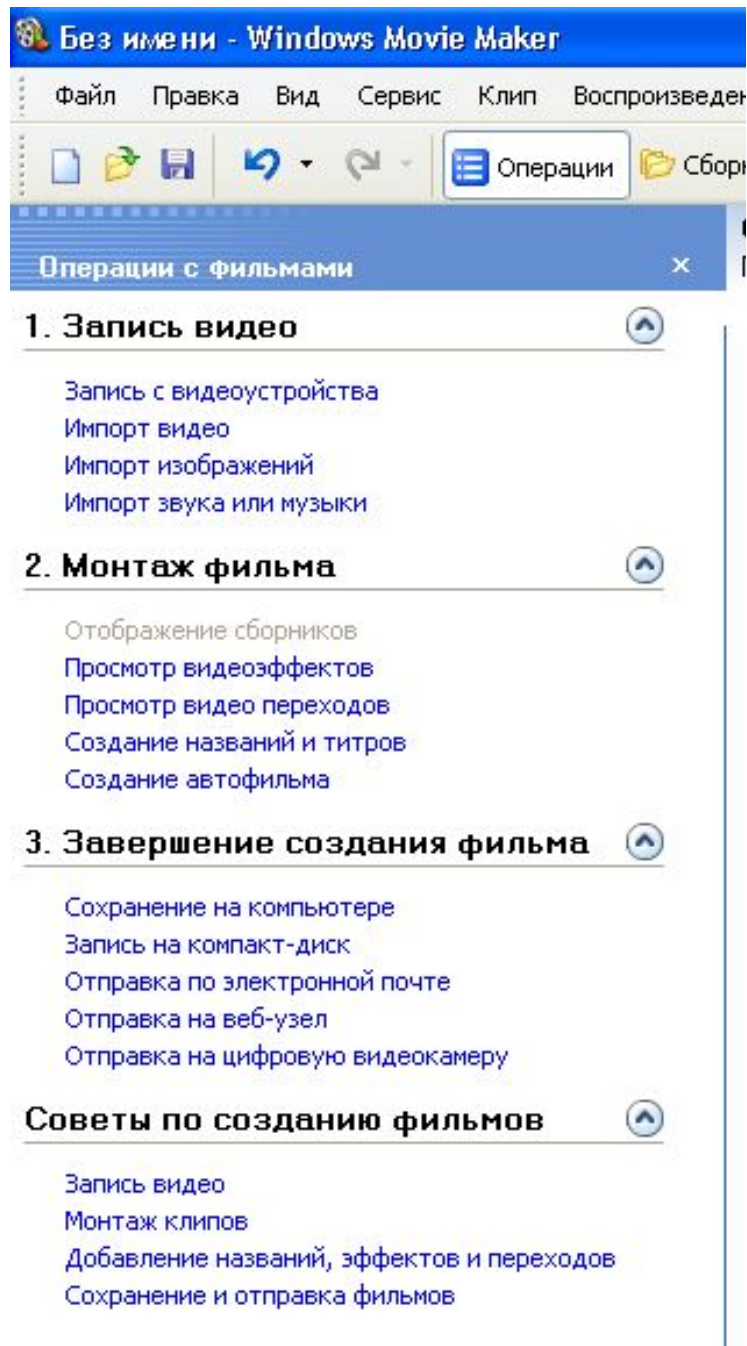 Без имени - Windows Movie Maker
Файл Правка Вид Сервис Клип
Операции
Операции с фильмами
1. Запись видео
Запись с видеоустройства
Импорт видео
Импорт изображений
Импорт звука или музыки
2. Монтаж фильма
Отображение сборников
Просмотр видеоэффектов
Просмотр видео переходов
Создание названий и титров
Создание автофильма
3. Завершение создания фильма
Сохранение на компьютере
Запись на компакт-диск
Отправка по электронной почте
Отправка на веб-узел
Отправка на цифровую видеокамеру
Советы по созданию фильмов
Запись видео
Монтаж клипов
Добавление названий, эффектов и переходов
Сохранение и отправка фильмов